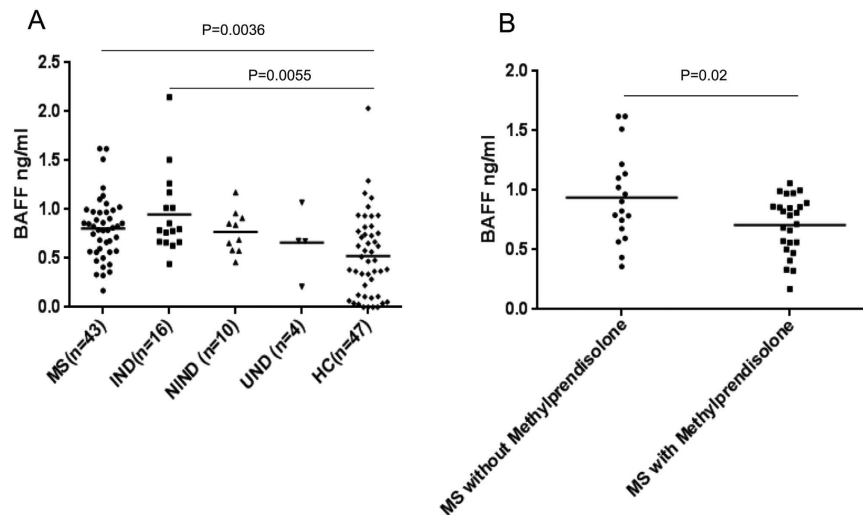 A
P=0.0036
P=0.0055
BAFF ng/ml
2.5
2.0
1.5
1.0
0.5
0.0
MS(n=43)
IND(n=16)
NIND (n=10)
UND (n=4)
HC(n=47)
B
P=0.02
BAFF ng/ml
2.0
1.5
1.0
0.5
0.0
MS without Methylprendisolone
MS with Methylprendisolone